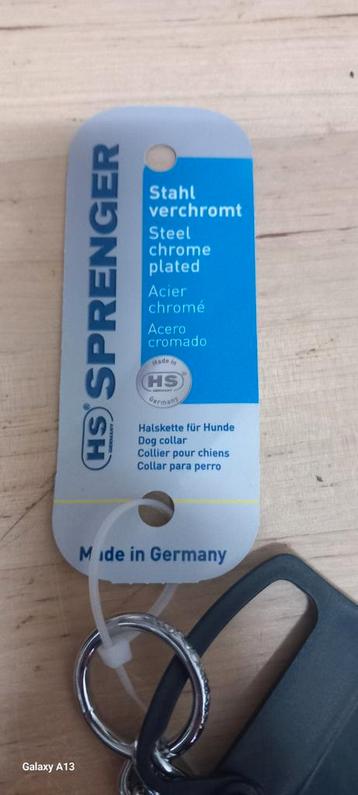 HS® SPRENGER
GERMANY
Stahl
verchromt
Steel
chrome
plated
Acier
chromé
Acero
cromado
Made in
HS
Germany
Halskette für Hunde
Dog collar
Collier pour chiens
Collar para perro
Made in Germany
Galaxy A13